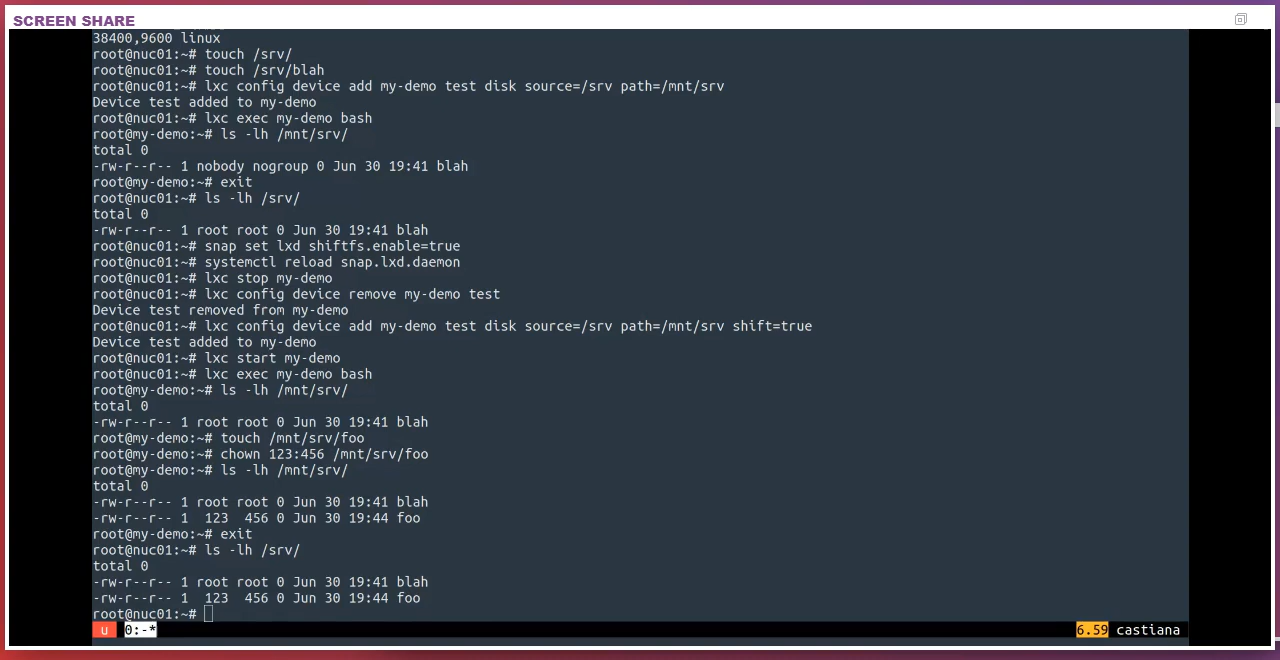 SCREEN SHARE
38400,9600 linux
root@nuc01:~# touch /srv/
root@nuc01:~# touch /srv/blah
root@nuc01:~# lxc config device add my-demo test disk source=/srv path=/mnt/srv
Device test added to my-demo
root@nuc01:~# lxc exec my-demo bash
root@my-demo:~# ls -lh /mnt/srv/
total 0
-rw-r--r-- 1 nobody nogroup 0 Jun 30 19:41 blah
root@my-demo:~# exit
root@nuc01:~# ls -lh /srv/
total 0
-rw-r--r-- 1 root root 0 Jun 30 19:41 blah
root@nuc01:~# snap set lxd shiftfs.enable=true
root@nuc01:~# systemctl reload snap.lxd.daemon
root@nuc01:~# lxc stop my-demo
root@nuc01:~# lxc config device remove my-demo test
Device test removed from my-demo
root@nuc01:~# lxc config device add my-demo test disk source=/srv path=/mnt/srv shift=true
Device test added to my-demo
root@nuc01:~# lxc start my-demo
root@nuc01:~# lxc exec my-demo bash
root@my-demo:~# ls -lh /mnt/srv/
total 0
-rw-r--r-- 1 root root 0 Jun 30 19:41 blah
root@my-demo:~# touch /mnt/srv/foo
root@my-demo:~# chown 123:456 /mnt/srv/foo
root@my-demo:~# ls -lh /mnt/srv/
total 0
-rw-r--r-- 1 root root 0 Jun 30 19:41 blah
-rw-r--r-- 1  123  456 0 Jun 30 19:44 foo
root@my-demo:~# exit
root@nuc01:~# ls -lh /srv/
total 0
-rw-r--r-- 1 root root 0 Jun 30 19:41 blah
-rw-r--r-- 1  123  456 0 Jun 30 19:44 foo
root@nuc01:~#
u 0:-* 6.59 castiana